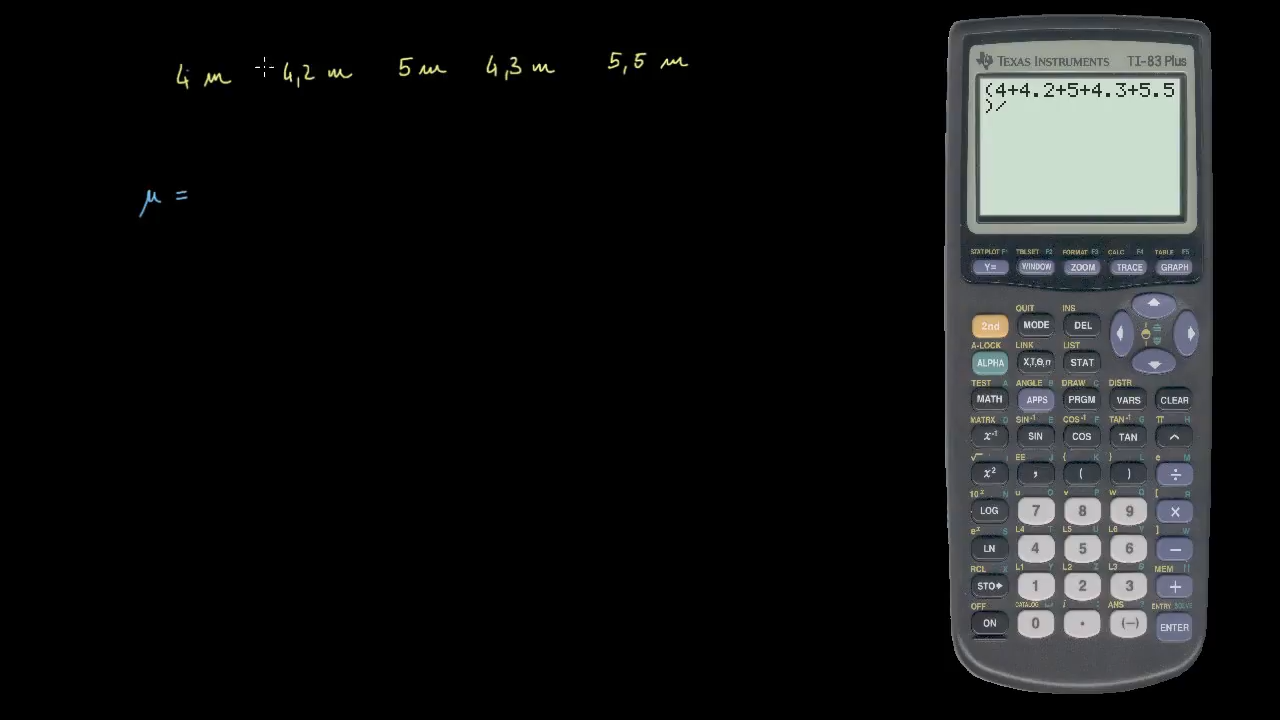 4 m 4,2 m 5 m 4,3 m 5,5 m
μ =
TEXAS INSTRUMENTS TI-83 Plus
(4+4.2+5+4.3+5.5
)/
STAT PLOT F1 TBLSET F2 FORMAT F3 CALC F4 TABLE F5
Y= WINDOW ZOOM TRACE GRAPH
QUIT INS
2nd MODE DEL
A-LOCK LINK LIST
ALPHA X,T,θ,n STAT
TEST A ANGLE B DRAW C DISTR
MATH APPS PRGM VARS CLEAR
MATRX D SIN⁻¹ E COS⁻¹ F TAN⁻¹ G π H
x⁻¹ SIN COS TAN ^
√ I EE J { K } L e M
x² , ( ) ÷
10ˣ N u O v P w Q [ R
LOG 7 8 9 ×
eˣ S L4 T L5 U L6 V ] W
LN 4 5 6 −
RCL X L1 Y L2 Z L3 θ MEM "
STO▸ 1 2 3 +
OFF CATALOG i : ANS ? ENTRY SOLVE
ON 0 . (−) ENTER